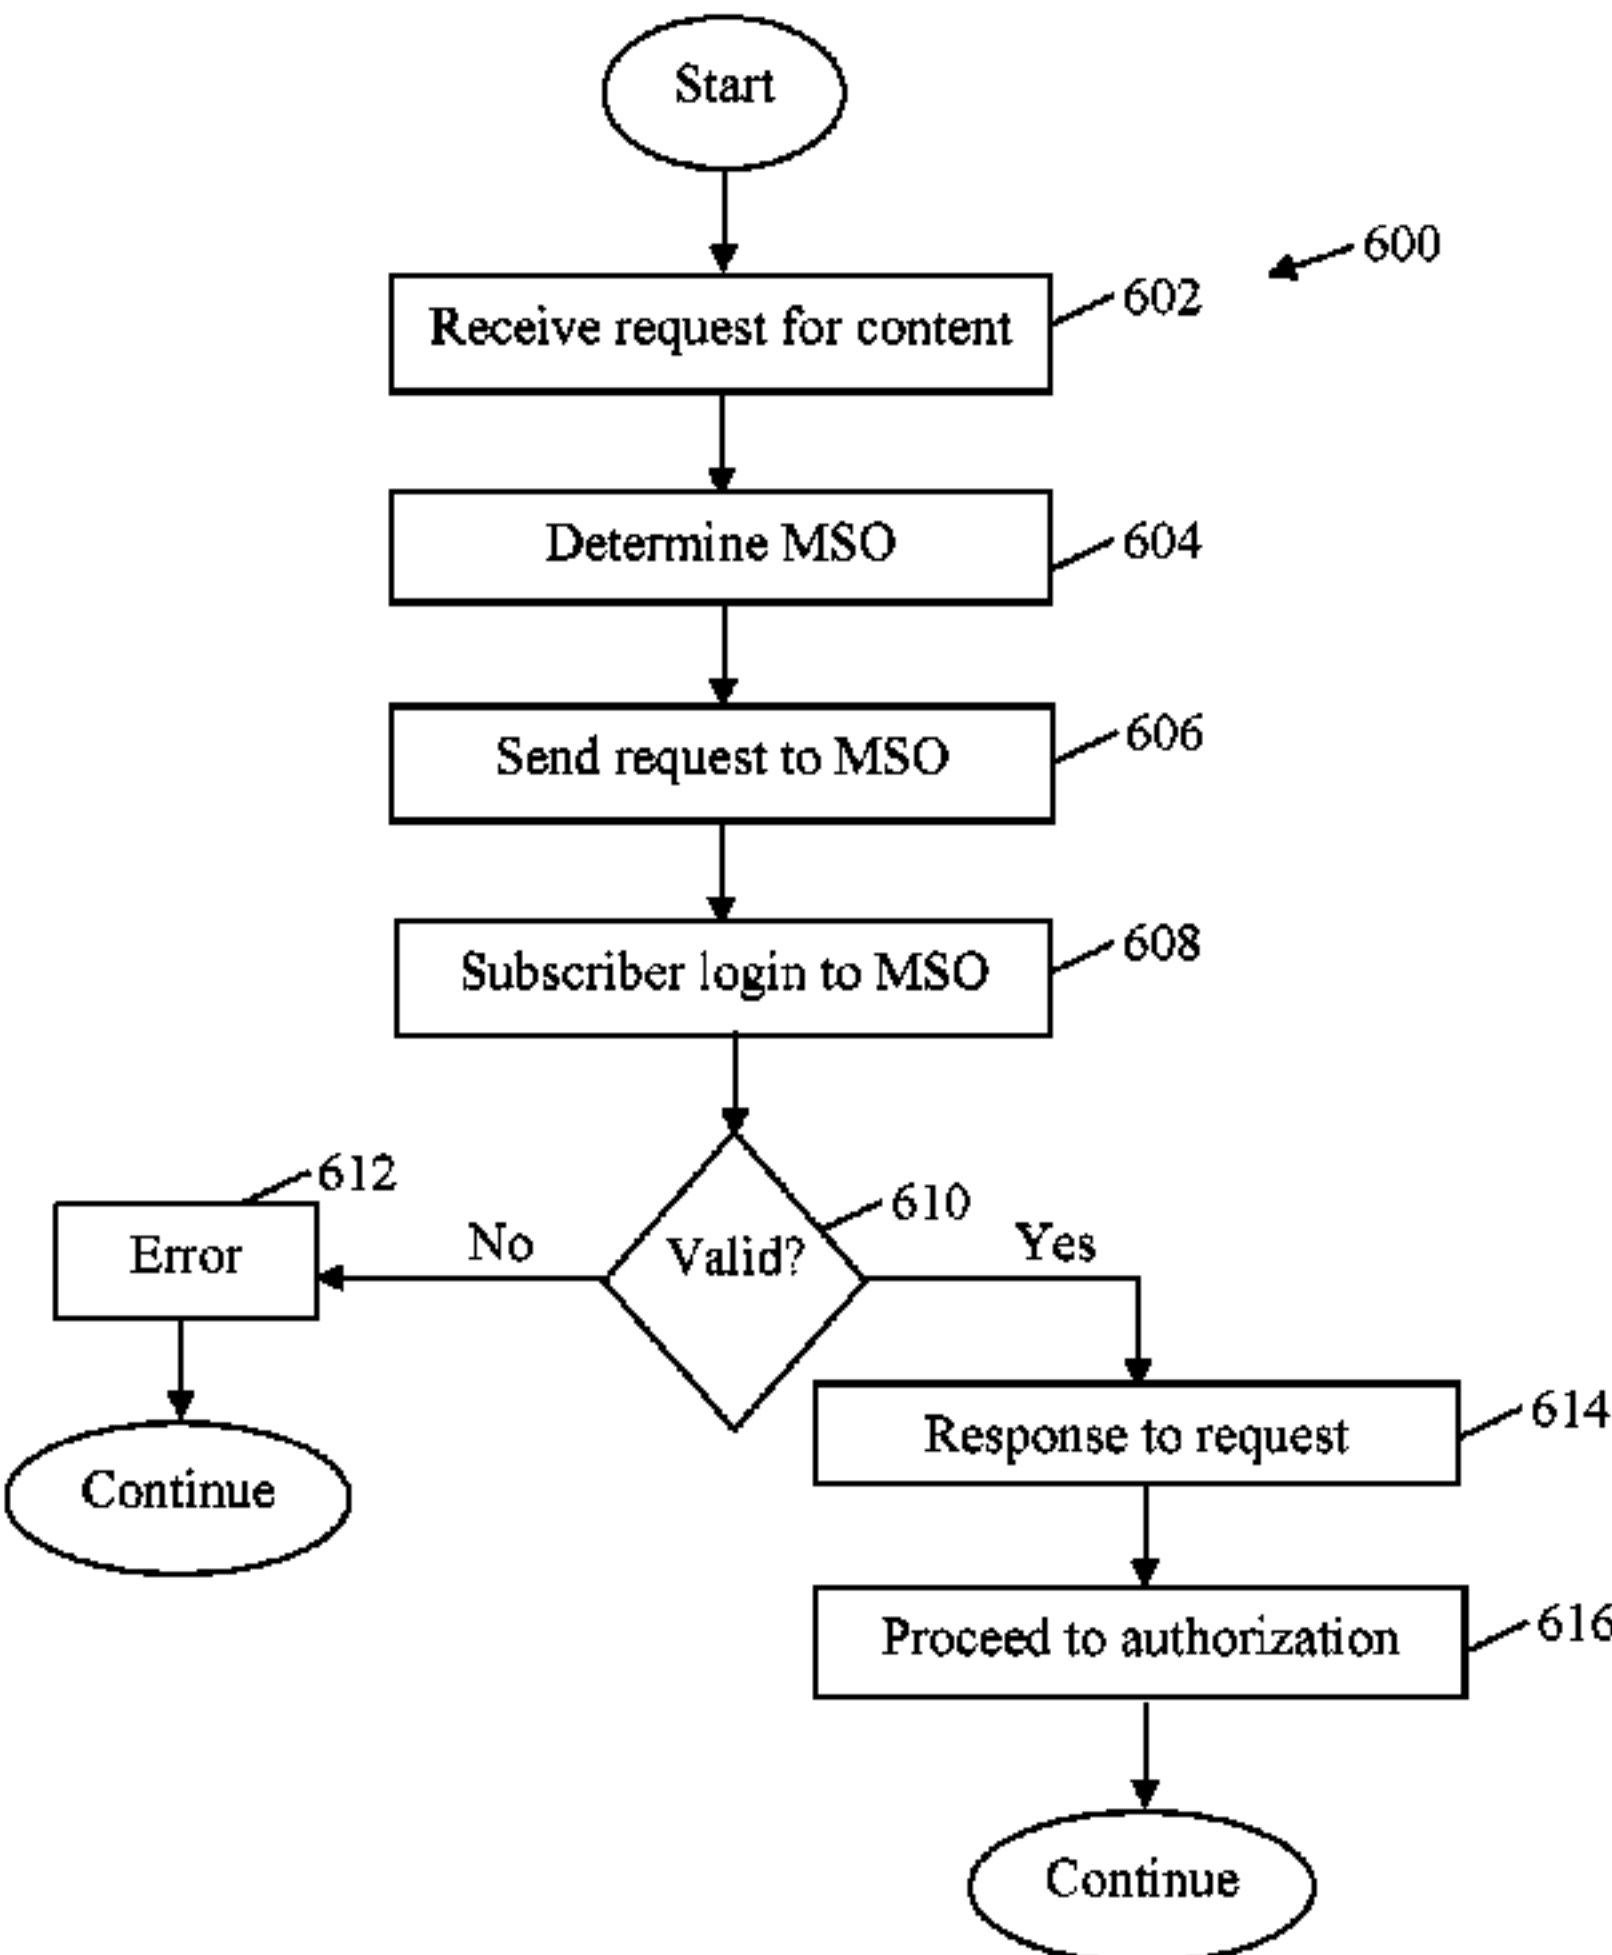 Start
600
602
Receive request for content
Determine MSO
604
606
Send request to MSO
608
Subscriber login to MSO
612
610
Error
No
Valid?
Yes
614
Response to request
Continue
616
Proceed to authorization
Continue